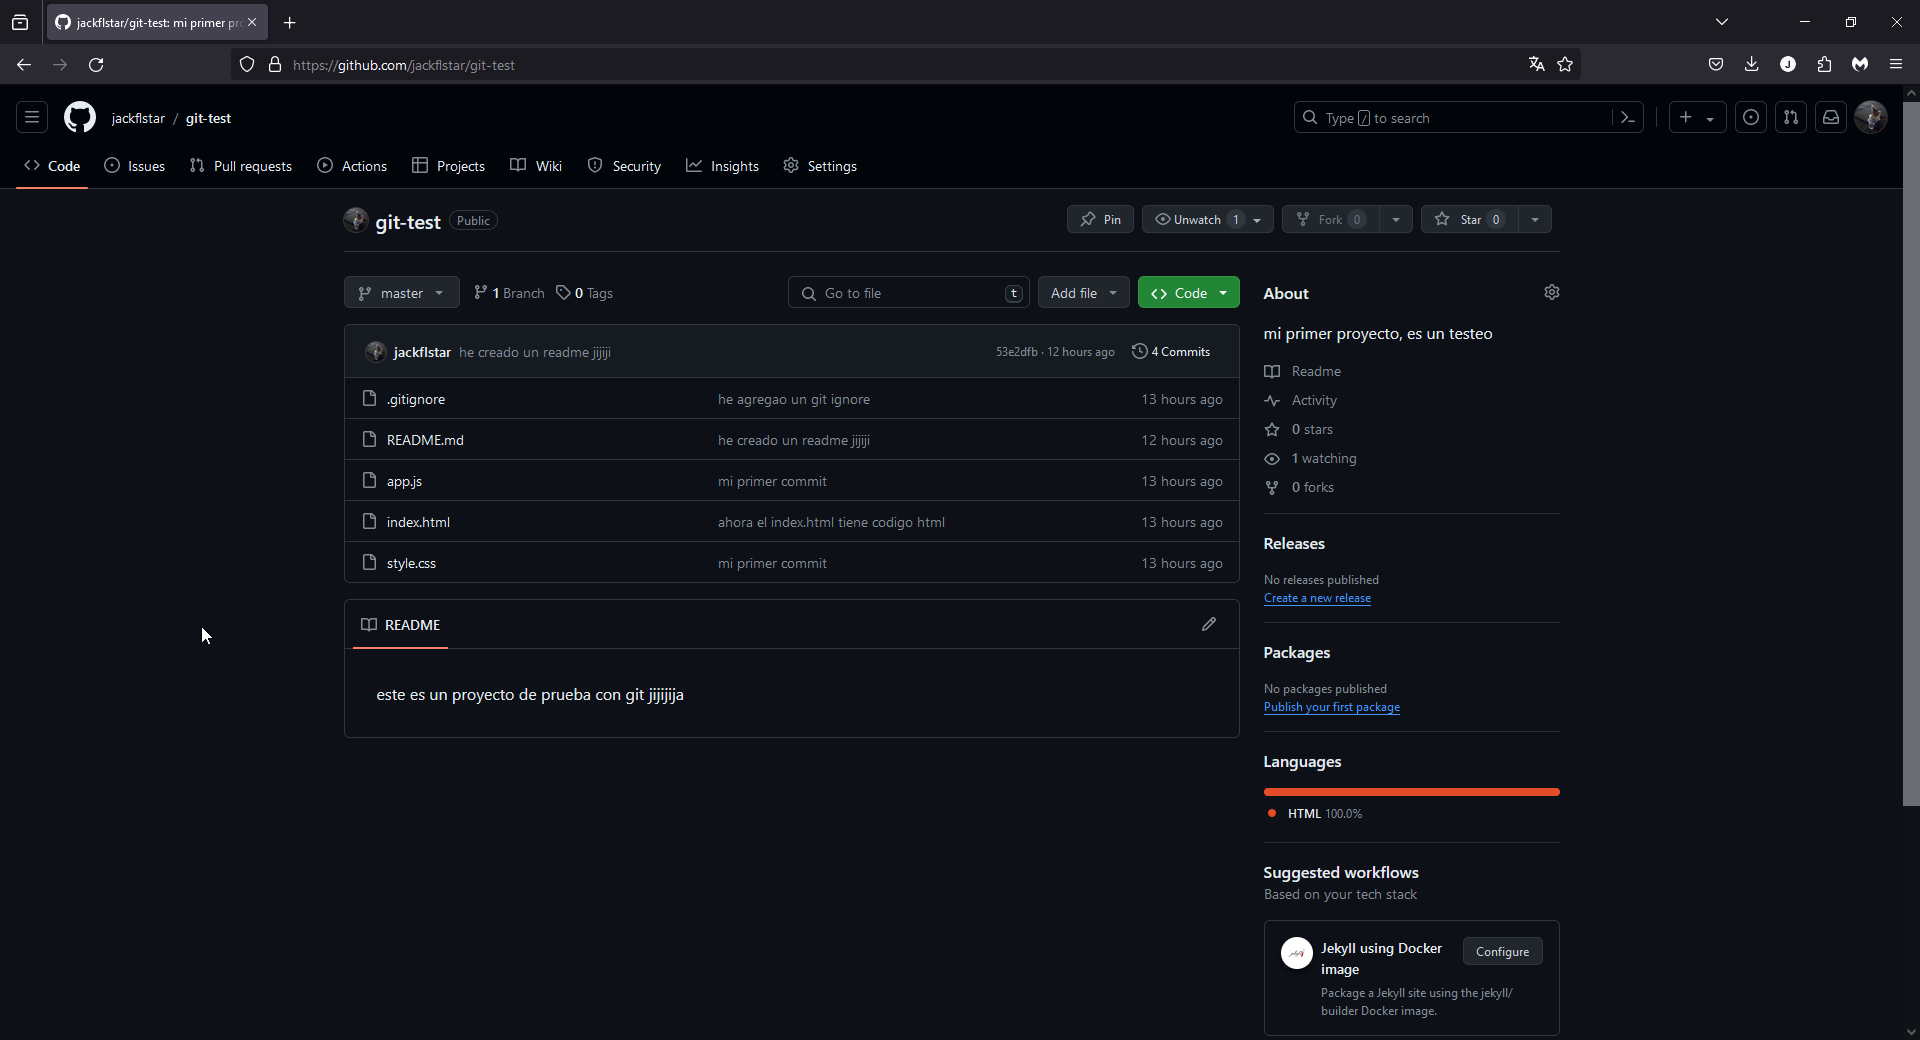 jackflstar/git-test: mi primer pr
https://github.com/jackflstar/git-test
jackflstar / git-test
Type / to search
Code Issues Pull requests Actions Projects Wiki Security Insights Settings
git-test Public
Pin Unwatch 1 Fork 0 Star 0
master 1 Branch 0 Tags Go to file t Add file Code
jackflstar he creado un readme jijiji 53e2dfb · 12 hours ago 4 Commits
.gitignore he agregao un git ignore 13 hours ago
README.md he creado un readme jijiji 12 hours ago
app.js mi primer commit 13 hours ago
index.html ahora el index.html tiene codigo html 13 hours ago
style.css mi primer commit 13 hours ago
README
este es un proyecto de prueba con git jijijija
About
mi primer proyecto, es un testeo
Readme
Activity
0 stars
1 watching
0 forks
Releases
No releases published
Create a new release
Packages
No packages published
Publish your first package
Languages
HTML 100.0%
Suggested workflows
Based on your tech stack
Jekyll using Docker
image
Configure
Package a Jekyll site using the jekyll/
builder Docker image.